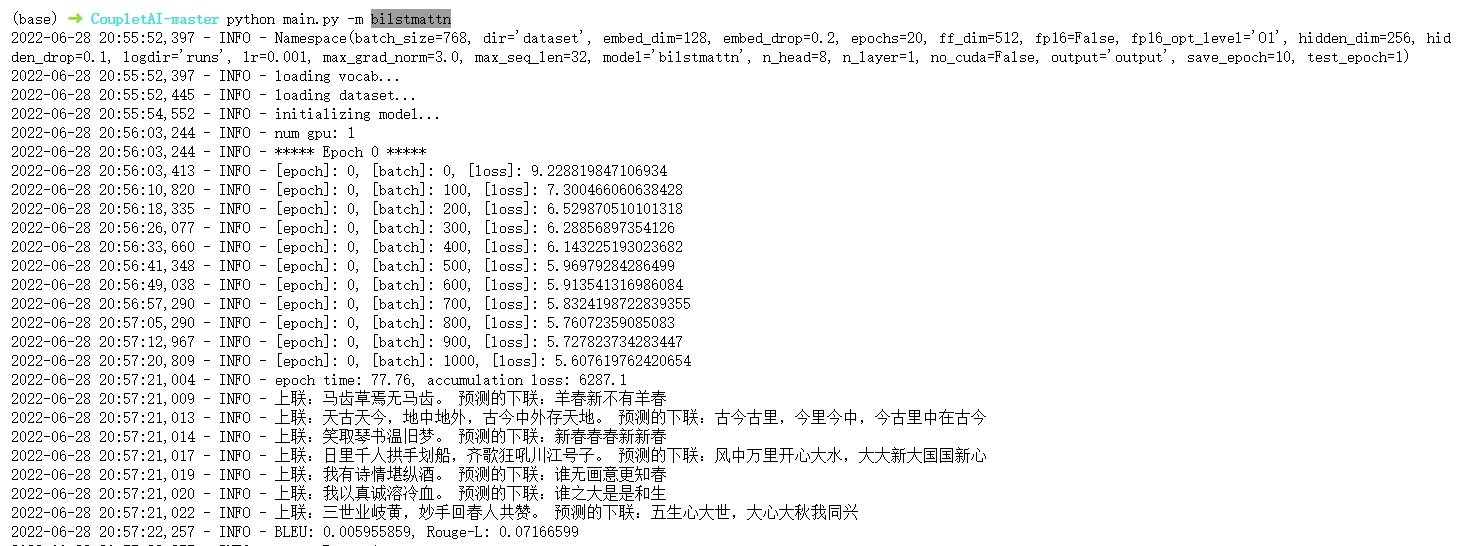 (base) ➜ CoupletAI-master python main.py -m bilstmattn
2022-06-28 20:55:52,397 - INFO - Namespace(batch_size=768, dir='dataset', embed_dim=128, embed_drop=0.2, epochs=20, ff_dim=512, fp16=False, fp16_opt_level='O1', hidden_dim=256, hid
den_drop=0.1, logdir='runs', lr=0.001, max_grad_norm=3.0, max_seq_len=32, model='bilstmattn', n_head=8, n_layer=1, no_cuda=False, output='output', save_epoch=10, test_epoch=1)
2022-06-28 20:55:52,397 - INFO - loading vocab...
2022-06-28 20:55:52,445 - INFO - loading dataset...
2022-06-28 20:55:54,552 - INFO - initializing model...
2022-06-28 20:56:03,244 - INFO - num gpu: 1
2022-06-28 20:56:03,244 - INFO - ***** Epoch 0 *****
2022-06-28 20:56:03,413 - INFO - [epoch]: 0, [batch]: 0, [loss]: 9.228819847106934
2022-06-28 20:56:10,820 - INFO - [epoch]: 0, [batch]: 100, [loss]: 7.300466060638428
2022-06-28 20:56:18,335 - INFO - [epoch]: 0, [batch]: 200, [loss]: 6.529870510101318
2022-06-28 20:56:26,077 - INFO - [epoch]: 0, [batch]: 300, [loss]: 6.28856897354126
2022-06-28 20:56:33,660 - INFO - [epoch]: 0, [batch]: 400, [loss]: 6.143225193023682
2022-06-28 20:56:41,348 - INFO - [epoch]: 0, [batch]: 500, [loss]: 5.96979284286499
2022-06-28 20:56:49,038 - INFO - [epoch]: 0, [batch]: 600, [loss]: 5.913541316986084
2022-06-28 20:56:57,290 - INFO - [epoch]: 0, [batch]: 700, [loss]: 5.8324198722839355
2022-06-28 20:57:05,290 - INFO - [epoch]: 0, [batch]: 800, [loss]: 5.76072359085083
2022-06-28 20:57:12,967 - INFO - [epoch]: 0, [batch]: 900, [loss]: 5.727823734283447
2022-06-28 20:57:20,809 - INFO - [epoch]: 0, [batch]: 1000, [loss]: 5.607619762420654
2022-06-28 20:57:21,004 - INFO - epoch time: 77.76, accumulation loss: 6287.1
2022-06-28 20:57:21,009 - INFO - 上联：马齿草焉无马齿。 预测的下联：羊春新不有羊春
2022-06-28 20:57:21,013 - INFO - 上联：天古天今，地中地外，古今中外存天地。 预测的下联：古今古里，今里今中，今古里中在古今
2022-06-28 20:57:21,014 - INFO - 上联：笑取琴书温旧梦。 预测的下联：新春春春新新春
2022-06-28 20:57:21,017 - INFO - 上联：日里千人拱手划船，齐歌狂吼川江号子。 预测的下联：风中万里开心大水，大大新大国国新心
2022-06-28 20:57:21,019 - INFO - 上联：我有诗情堪纵酒。 预测的下联：谁无画意更知春
2022-06-28 20:57:21,020 - INFO - 上联：我以真诚溶冷血。 预测的下联：谁之大是是和生
2022-06-28 20:57:21,022 - INFO - 上联：三世业岐黄，妙手回春人共赞。 预测的下联：五生心大世，大心大秋我同兴
2022-06-28 20:57:22,257 - INFO - BLEU: 0.005955859, Rouge-L: 0.07166599